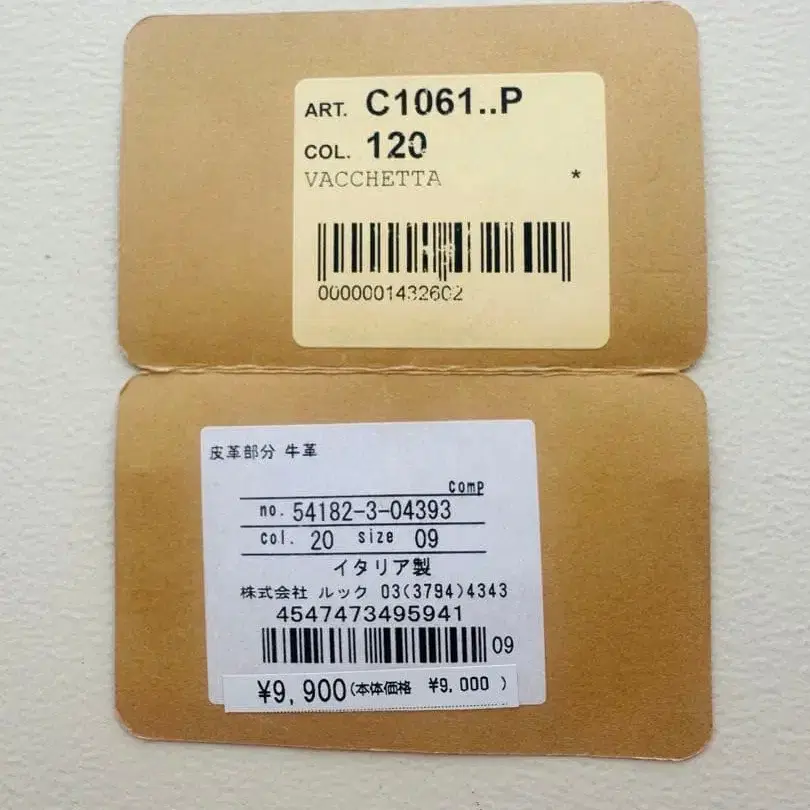 ART. C1061..P
COL. 120
VACCHETTA *
0000001432602
皮革部分 牛革
comp
no. 54182-3-04393
col. 20 size 09
イタリア製
株式会社 ルック 03(3794)4343
4547473495941
09
¥9,900(本体価格 ¥9,000 )